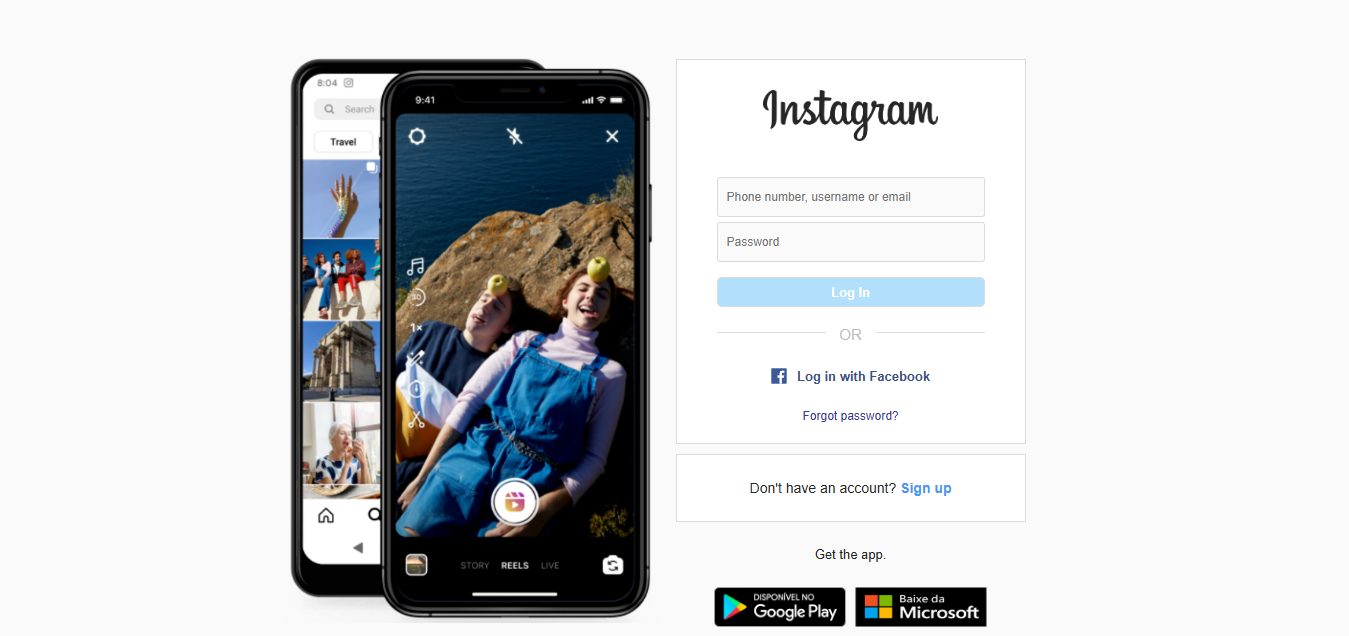 8:04
Search
Travel
9:41
30
1×
STORY REELS LIVE
Instagram
Phone number, username or email
Password
Log In
OR
Log in with Facebook
Forgot password?
Don't have an account? Sign up
Get the app.
DISPONÍVEL NO
Google Play
Baixe da
Microsoft